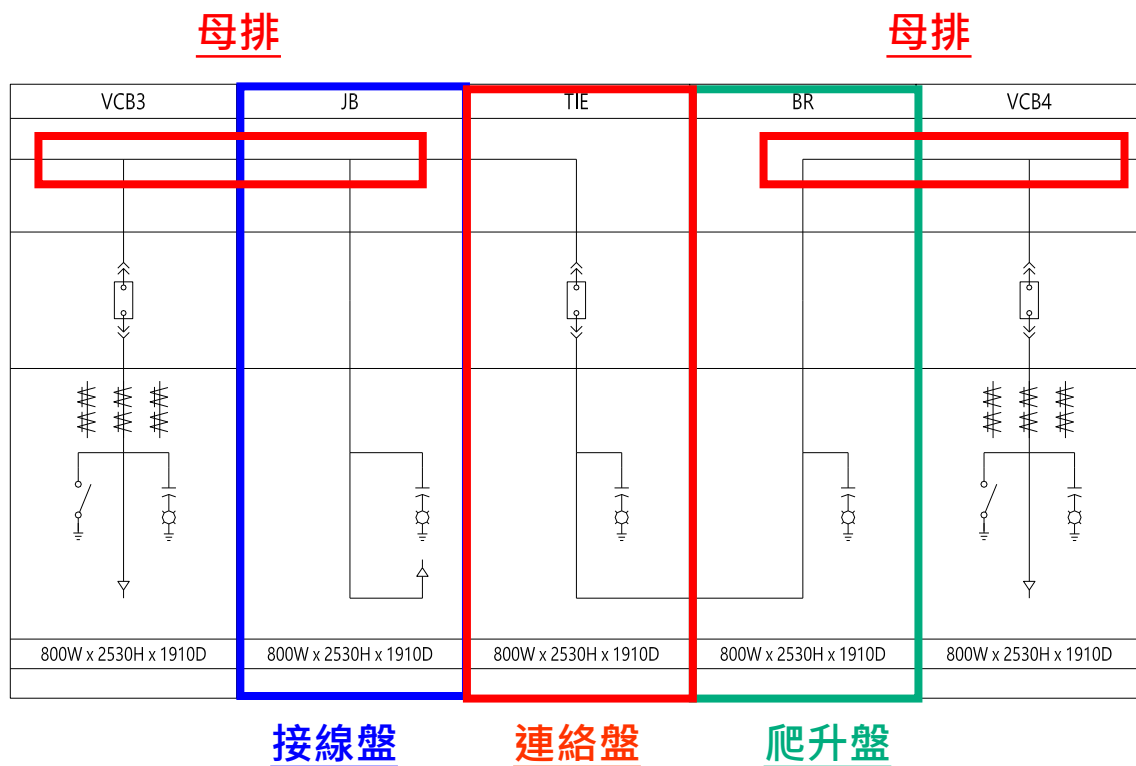 母排 母排
VCB3 JB TIE BR VCB4
800W x 2530H x 1910D 800W x 2530H x 1910D 800W x 2530H x 1910D 800W x 2530H x 1910D 800W x 2530H x 1910D
接線盤 連絡盤 爬升盤